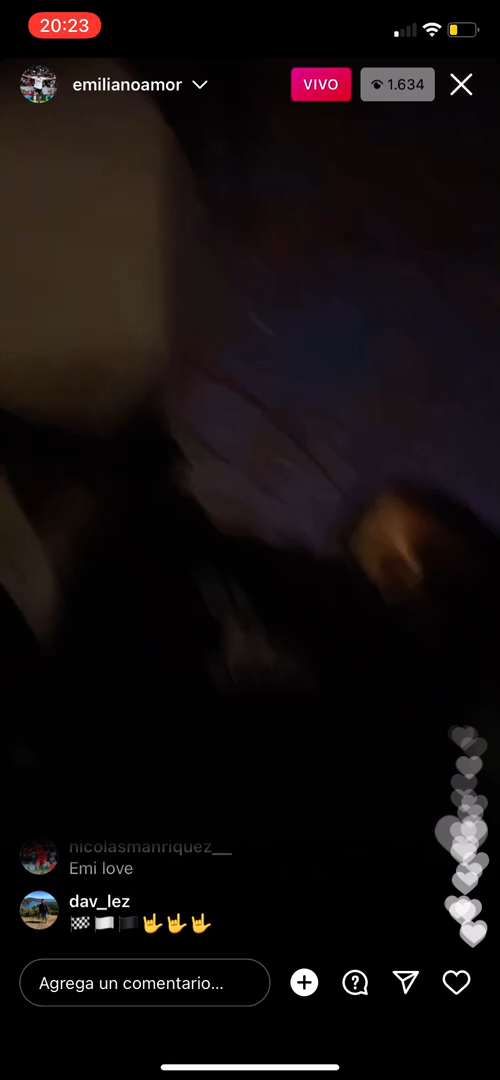 20:23
emilianoamor
VIVO
1.634
nicolasmanriquez__
Emi love
dav_lez
🏁🏳️🏴🤟🤟🤟
Agrega un comentario...